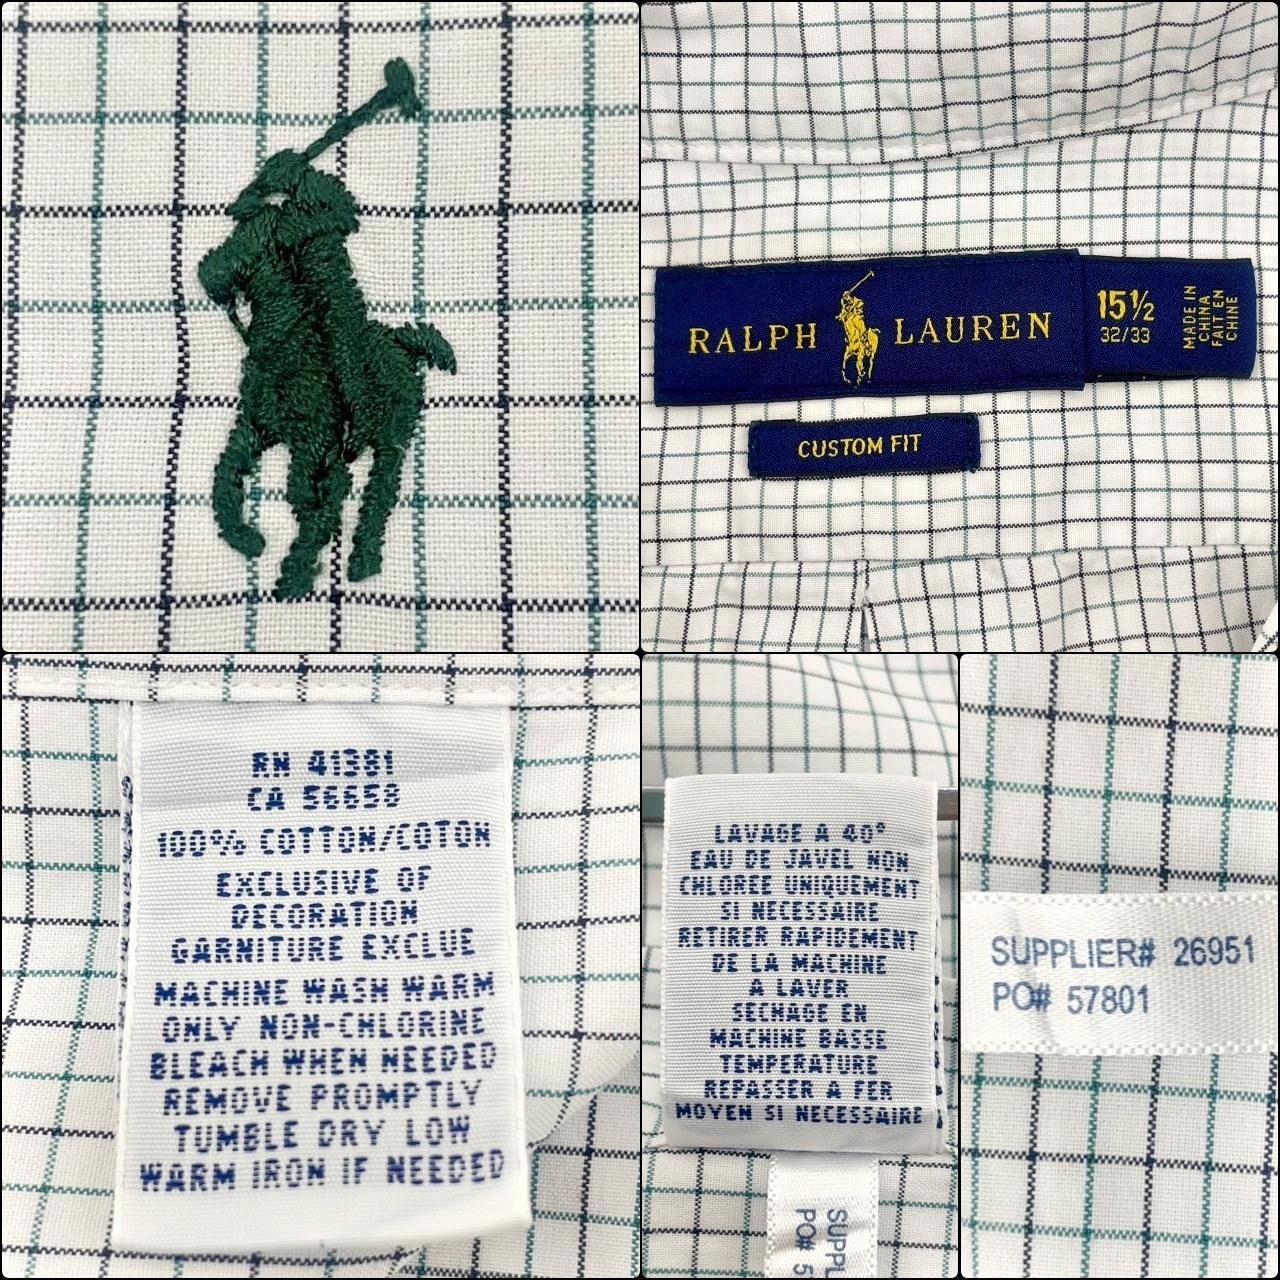 RALPH LAUREN
15½
32/33
MADE IN
CHINA
FAIT EN
CHINE
CUSTOM FIT
RN 41381
CA 56658
100% COTTON/COTON
EXCLUSIVE OF
DECORATION
GARNITURE EXCLUE
MACHINE WASH WARM
ONLY NON-CHLORINE
BLEACH WHEN NEEDED
REMOVE PROMPTLY
TUMBLE DRY LOW
WARM IRON IF NEEDED
LAVAGE A 40°
EAU DE JAVEL NON
CHLOREE UNIQUEMENT
SI NECESSAIRE
RETIRER RAPIDEMENT
DE LA MACHINE
A LAVER
SECHAGE EN
MACHINE BASSE
TEMPERATURE
REPASSER A FER
MOYEN SI NECESSAIRE
SUPPL
PO# 5
SUPPLIER# 26951
PO# 57801